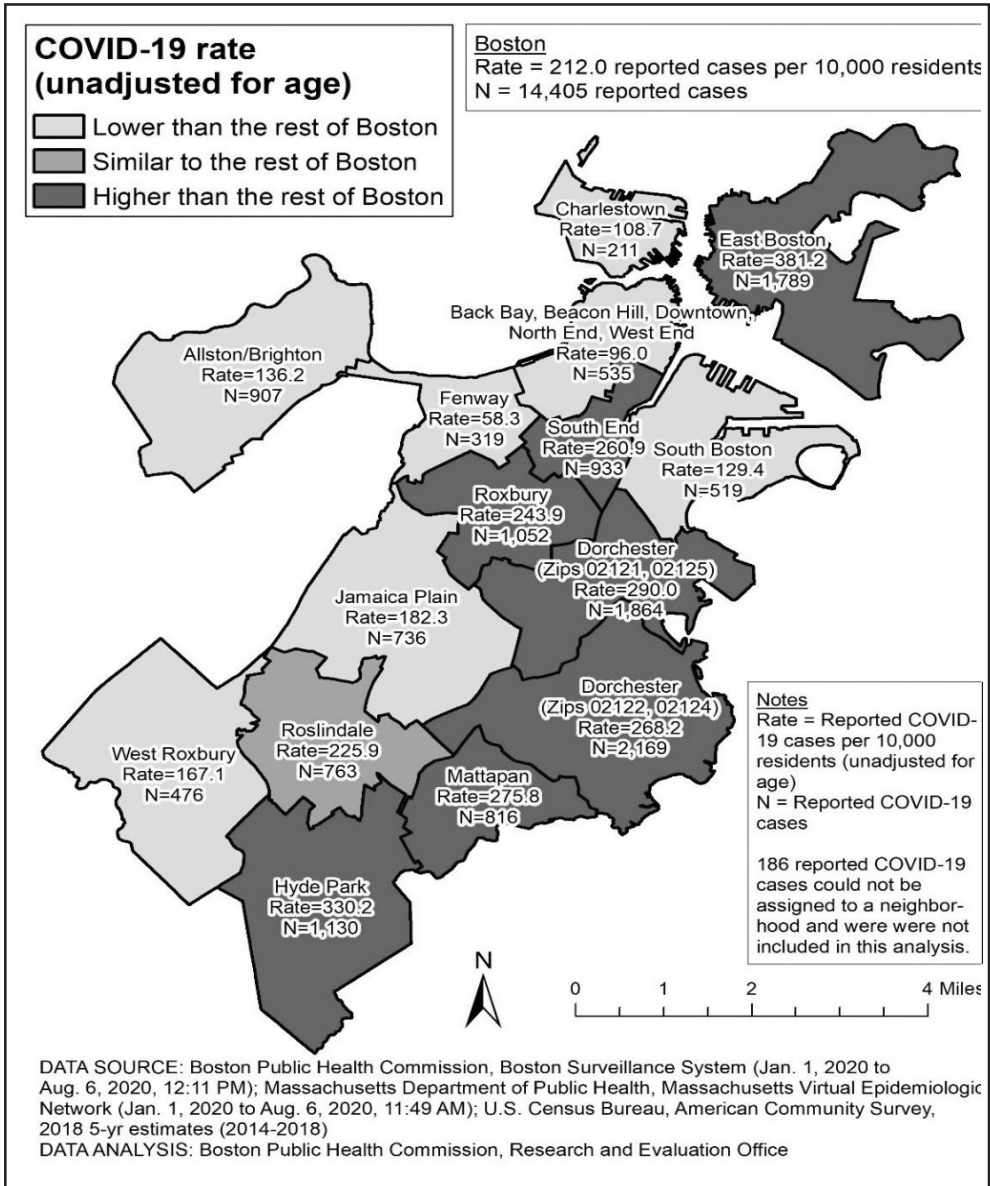 COVID-19 rate
(unadjusted for age)
Lower than the rest of Boston
Similar to the rest of Boston
Higher than the rest of Boston
Boston
Rate = 212.0 reported cases per 10,000 residents
N = 14,405 reported cases
Charlestown
Rate=108.7
N=211
East Boston
Rate=381.2
N=1,789
Back Bay, Beacon Hill, Downtown,
North End, West End
Rate=96.0
N=535
Allston/Brighton
Rate=136.2
N=907
Fenway
Rate=58.3
N=319
South End
Rate=260.9
N=933
South Boston
Rate=129.4
N=519
Roxbury
Rate=243.9
N=1,052
Dorchester
(Zips 02121, 02125)
Rate=290.0
N=1,864
Jamaica Plain
Rate=182.3
N=736
Dorchester
(Zips 02122, 02124)
Rate=268.2
N=2,169
Roslindale
Rate=225.9
N=763
West Roxbury
Rate=167.1
N=476
Mattapan
Rate=275.8
N=816
Hyde Park
Rate=330.2
N=1,130
Notes
Rate = Reported COVID-
19 cases per 10,000
residents (unadjusted for
age)
N = Reported COVID-19
cases
186 reported COVID-19
cases could not be
assigned to a neighbor-
hood and were were not
included in this analysis.
N
0 1 2 4 Miles
DATA SOURCE: Boston Public Health Commission, Boston Surveillance System (Jan. 1, 2020 to
Aug. 6, 2020, 12:11 PM); Massachusetts Department of Public Health, Massachusetts Virtual Epidemiologic
Network (Jan. 1, 2020 to Aug. 6, 2020, 11:49 AM); U.S. Census Bureau, American Community Survey,
2018 5-yr estimates (2014-2018)
DATA ANALYSIS: Boston Public Health Commission, Research and Evaluation Office